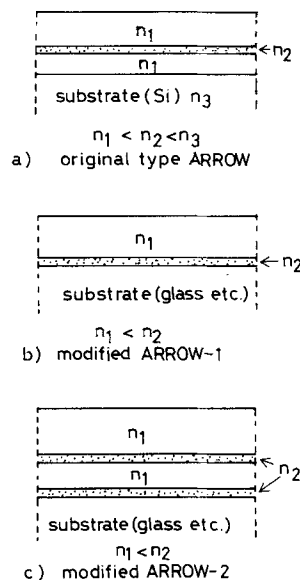 n₁
n₂
n₁
substrate(Si) n₃
n₁ < n₂<n₃
a) original type ARROW
n₁
n₂
substrate(glass etc.)
n₁ < n₂
b) modified ARROW-1
n₁
n₁
n₂
substrate(glass etc.)
n₁<n₂
c) modified ARROW-2